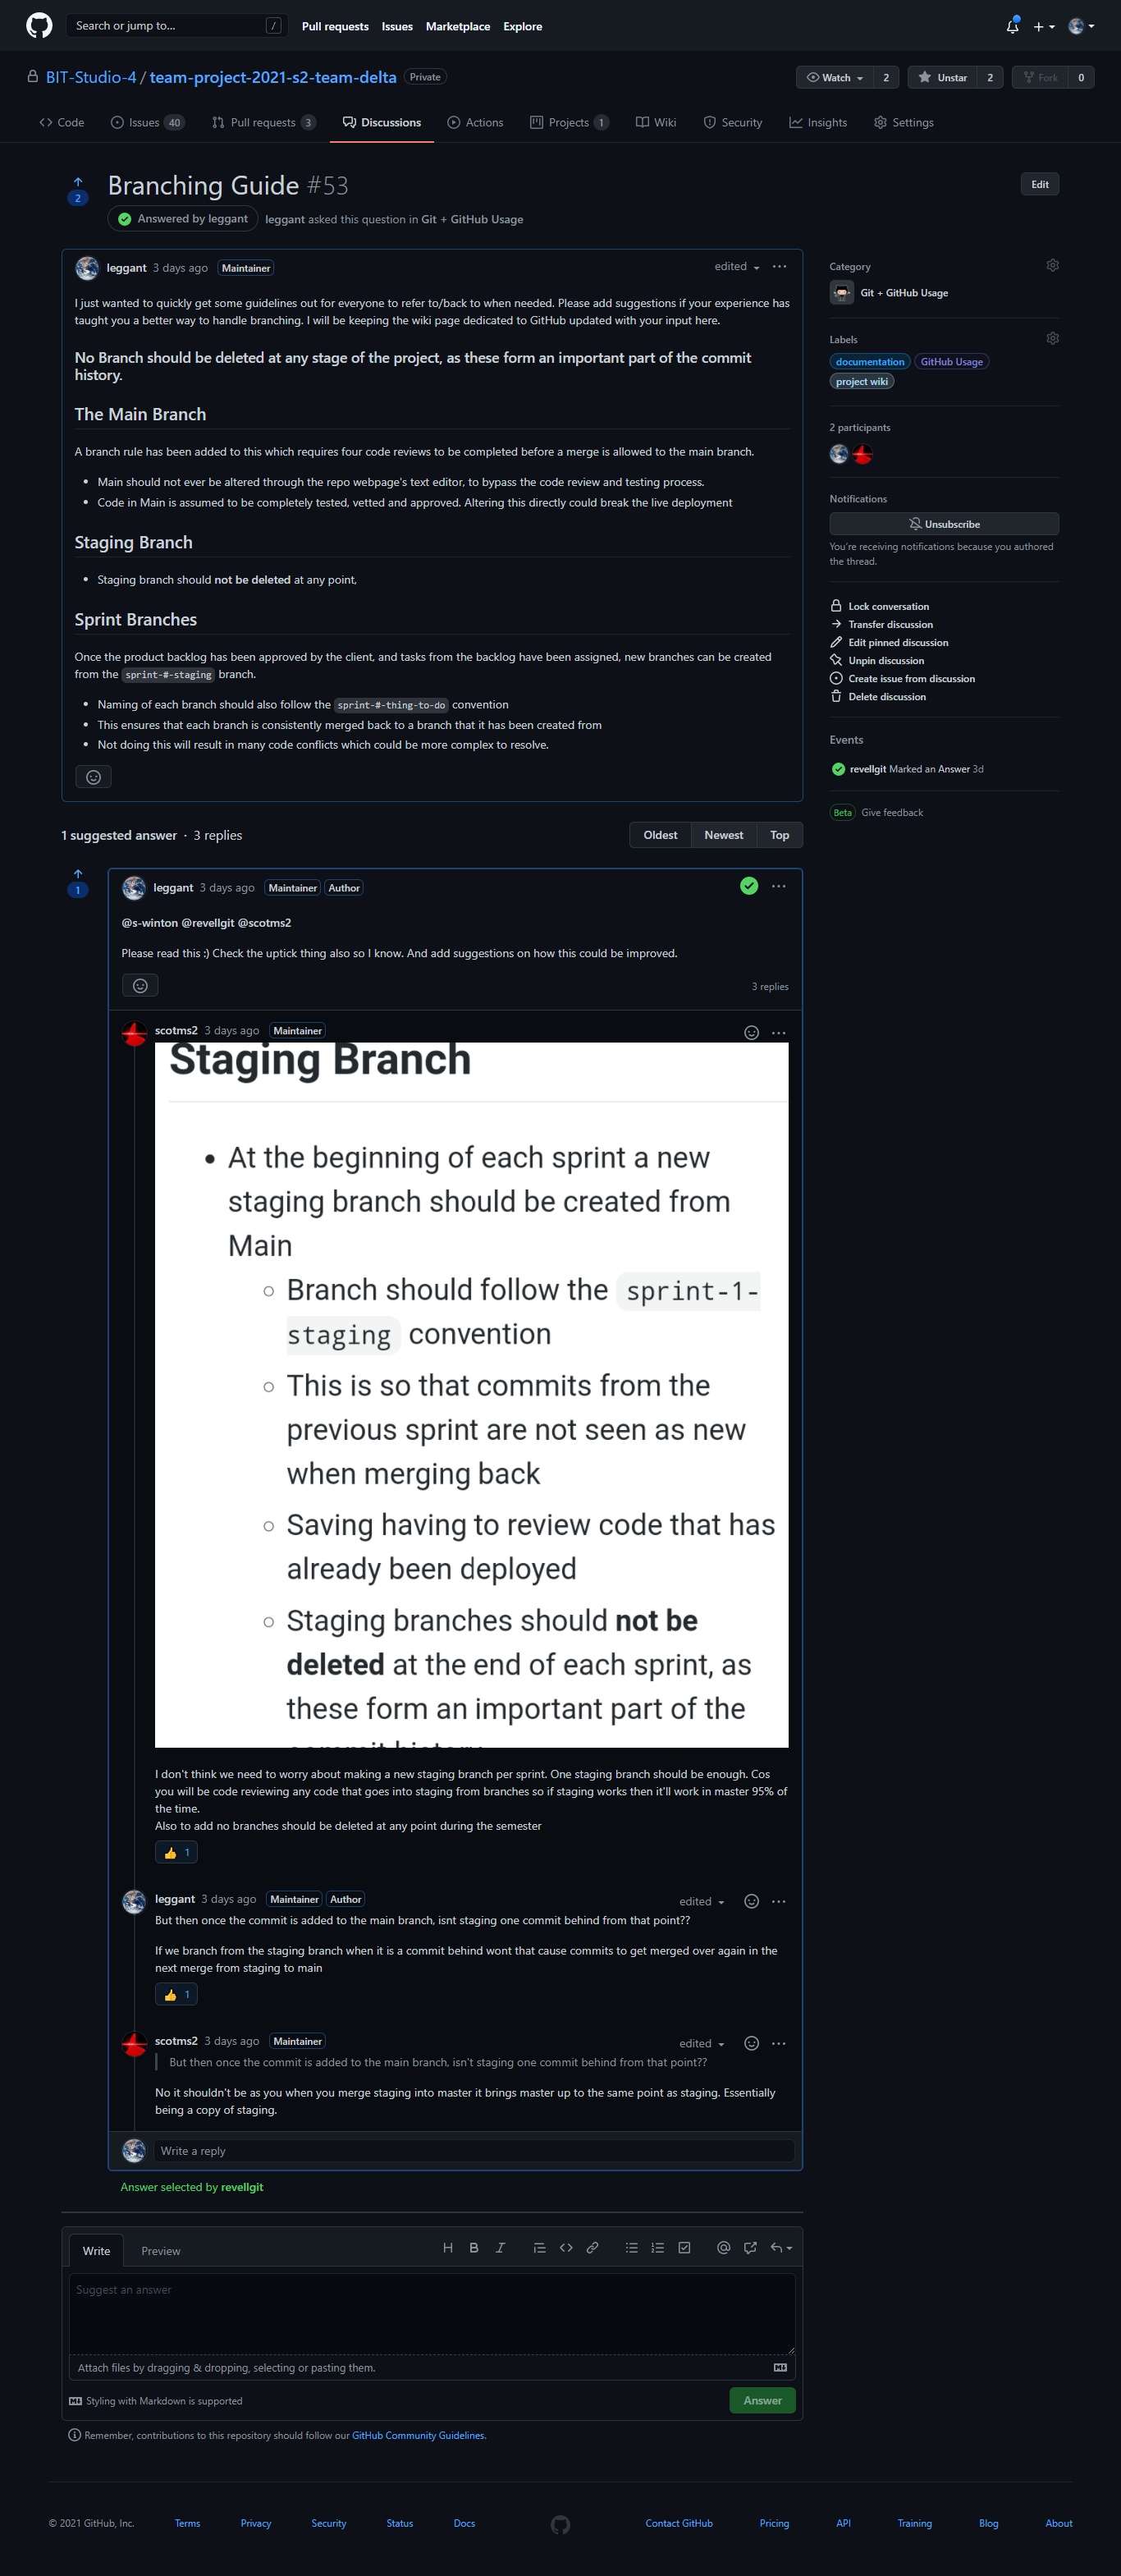 Search or jump to...
/
Pull requests
Issues
Marketplace
Explore
BIT-Studio-4 / team-project-2021-s2-team-delta
Private
Watch
2
Unstar
2
Fork
0
Code
Issues 40
Pull requests 3
Discussions
Actions
Projects 1
Wiki
Security
Insights
Settings
2
Branching Guide #53
Edit
Answered by leggant
leggant asked this question in Git + GitHub Usage
leggant 3 days ago Maintainer
edited
I just wanted to quickly get some guidelines out for everyone to refer to/back to when needed. Please add suggestions if your experience has
taught you a better way to handle branching. I will be keeping the wiki page dedicated to GitHub updated with your input here.
No Branch should be deleted at any stage of the project, as these form an important part of the commit
history.
The Main Branch
A branch rule has been added to this which requires four code reviews to be completed before a merge is allowed to the main branch.
• Main should not ever be altered through the repo webpage's text editor, to bypass the code review and testing process.
• Code in Main is assumed to be completely tested, vetted and approved. Altering this directly could break the live deployment
Staging Branch
• Staging branch should not be deleted at any point,
Sprint Branches
Once the product backlog has been approved by the client, and tasks from the backlog have been assigned, new branches can be created
from the sprint-#-staging branch.
• Naming of each branch should also follow the sprint-#-thing-to-do convention
• This ensures that each branch is consistently merged back to a branch that it has been created from
• Not doing this will result in many code conflicts which could be more complex to resolve.
Category
Git + GitHub Usage
Labels
documentation
GitHub Usage
project wiki
2 participants
Notifications
Unsubscribe
You're receiving notifications because you authored
the thread.
Lock conversation
Transfer discussion
Edit pinned discussion
Unpin discussion
Create issue from discussion
Delete discussion
Events
revellgit Marked an Answer 3d
Beta Give feedback
1 suggested answer · 3 replies
Oldest
Newest
Top
1
leggant 3 days ago Maintainer Author
@s-winton @revellgit @scotms2
Please read this :) Check the uptick thing also so I know. And add suggestions on how this could be improved.
3 replies
scotms2 3 days ago Maintainer
Staging Branch
• At the beginning of each sprint a new
staging branch should be created from
Main
○ Branch should follow the sprint-1-
staging convention
○ This is so that commits from the
previous sprint are not seen as new
when merging back
○ Saving having to review code that has
already been deployed
○ Staging branches should not be
deleted at the end of each sprint, as
these form an important part of the
commit history
I don't think we need to worry about making a new staging branch per sprint. One staging branch should be enough. Cos
you will be code reviewing any code that goes into staging from branches so if staging works then it'll work in master 95% of
the time.
Also to add no branches should be deleted at any point during the semester
👍 1
leggant 3 days ago Maintainer Author
edited
But then once the commit is added to the main branch, isnt staging one commit behind from that point??
If we branch from the staging branch when it is a commit behind wont that cause commits to get merged over again in the
next merge from staging to main
👍 1
scotms2 3 days ago Maintainer
edited
But then once the commit is added to the main branch, isn't staging one commit behind from that point??
No it shouldn't be as you when you merge staging into master it brings master up to the same point as staging. Essentially
being a copy of staging.
Write a reply
Answer selected by revellgit
Write
Preview
Suggest an answer
Attach files by dragging & dropping, selecting or pasting them.
Styling with Markdown is supported
Answer
Remember, contributions to this repository should follow our GitHub Community Guidelines.
© 2021 GitHub, Inc.
Terms
Privacy
Security
Status
Docs
Contact GitHub
Pricing
API
Training
Blog
About